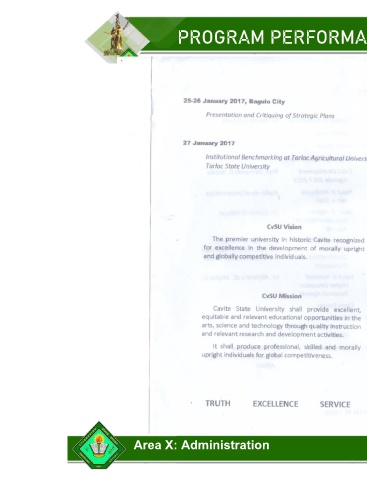 PROGRAM PERFORMA
25-26 January 2017, Baguio City
Presentation and Critiquing of Strategic Plans
27 January 2017
Institutional Benchmarking at Tarlac Agricultural Univers
Tarlac State University
CvSU Vision
The premier university in historic Cavite recognized
for excellence in the development of morally upright
and globally competitive individuals.
CvSU Mission
Cavite State University shall provide excellent,
equitable and relevant educational opportunities in the
arts, science and technology through quality instruction
and relevant research and development activities.
It shall produce professional, skilled and morally
upright individuals for global competitiveness.
TRUTH EXCELLENCE SERVICE
Area X: Administration